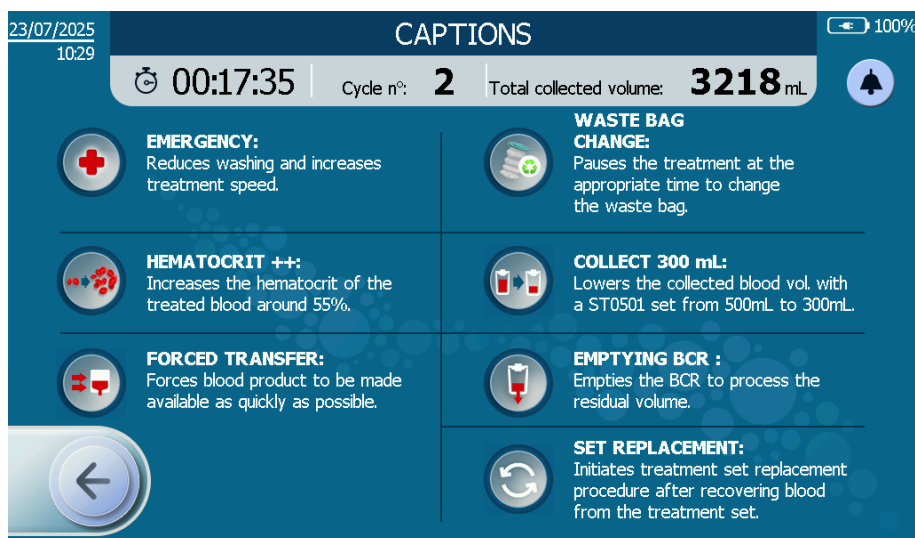 23/07/2025
10:29
CAPTIONS
100%
00:17:35
Cycle n°:
2
Total collected volume:
3218 mL
EMERGENCY:
Reduces washing and increases
treatment speed.
HEMATOCRIT ++:
Increases the hematocrit of the
treated blood around 55%.
FORCED TRANSFER:
Forces blood product to be made
available as quickly as possible.
WASTE BAG
CHANGE:
Pauses the treatment at the
appropriate time to change
the waste bag.
COLLECT 300 mL:
Lowers the collected blood vol. with
a ST0501 set from 500mL to 300mL.
EMPTYING BCR :
Empties the BCR to process the
residual volume.
SET REPLACEMENT:
Initiates treatment set replacement
procedure after recovering blood
from the treatment set.